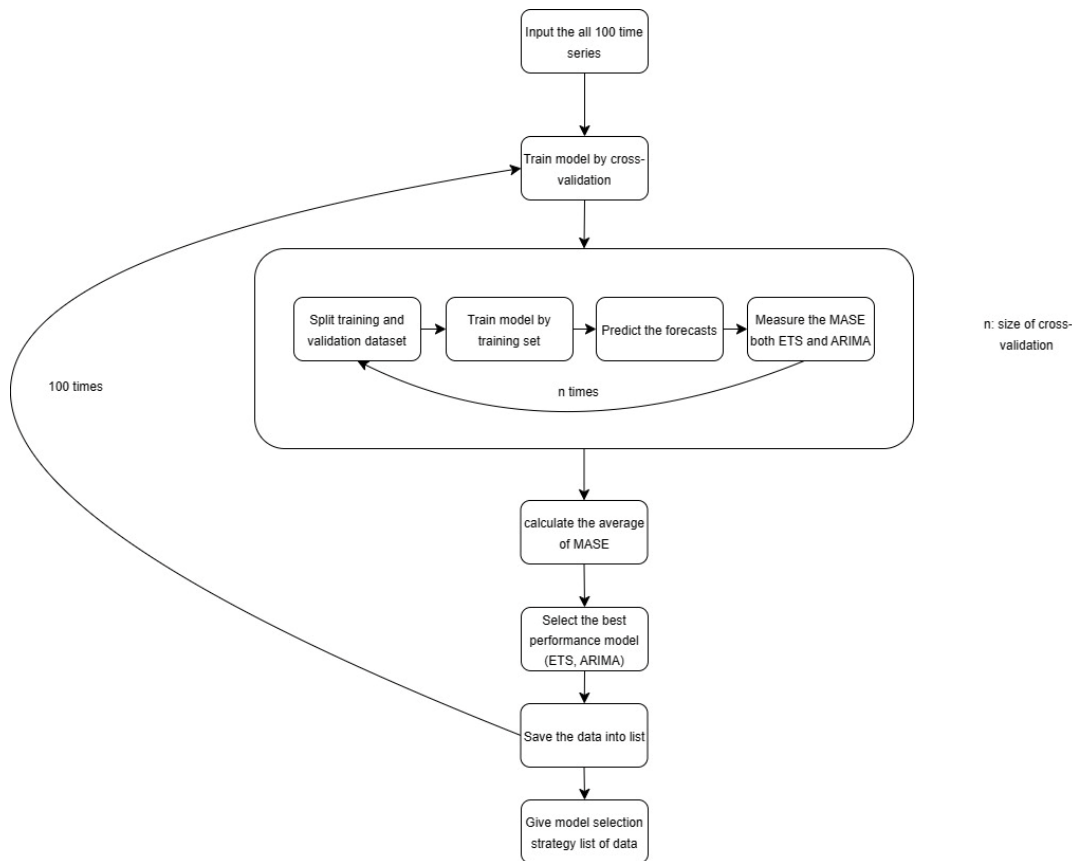 Input the all 100 time
series
Train model by cross-
validation
Split training and
validation dataset
Train model by
training set
Predict the forecasts
Measure the MASE
both ETS and ARIMA
n: size of cross-
validation
100 times
n times
calculate the average
of MASE
Select the best
performance model
(ETS, ARIMA)
Save the data into list
Give model selection
strategy list of data